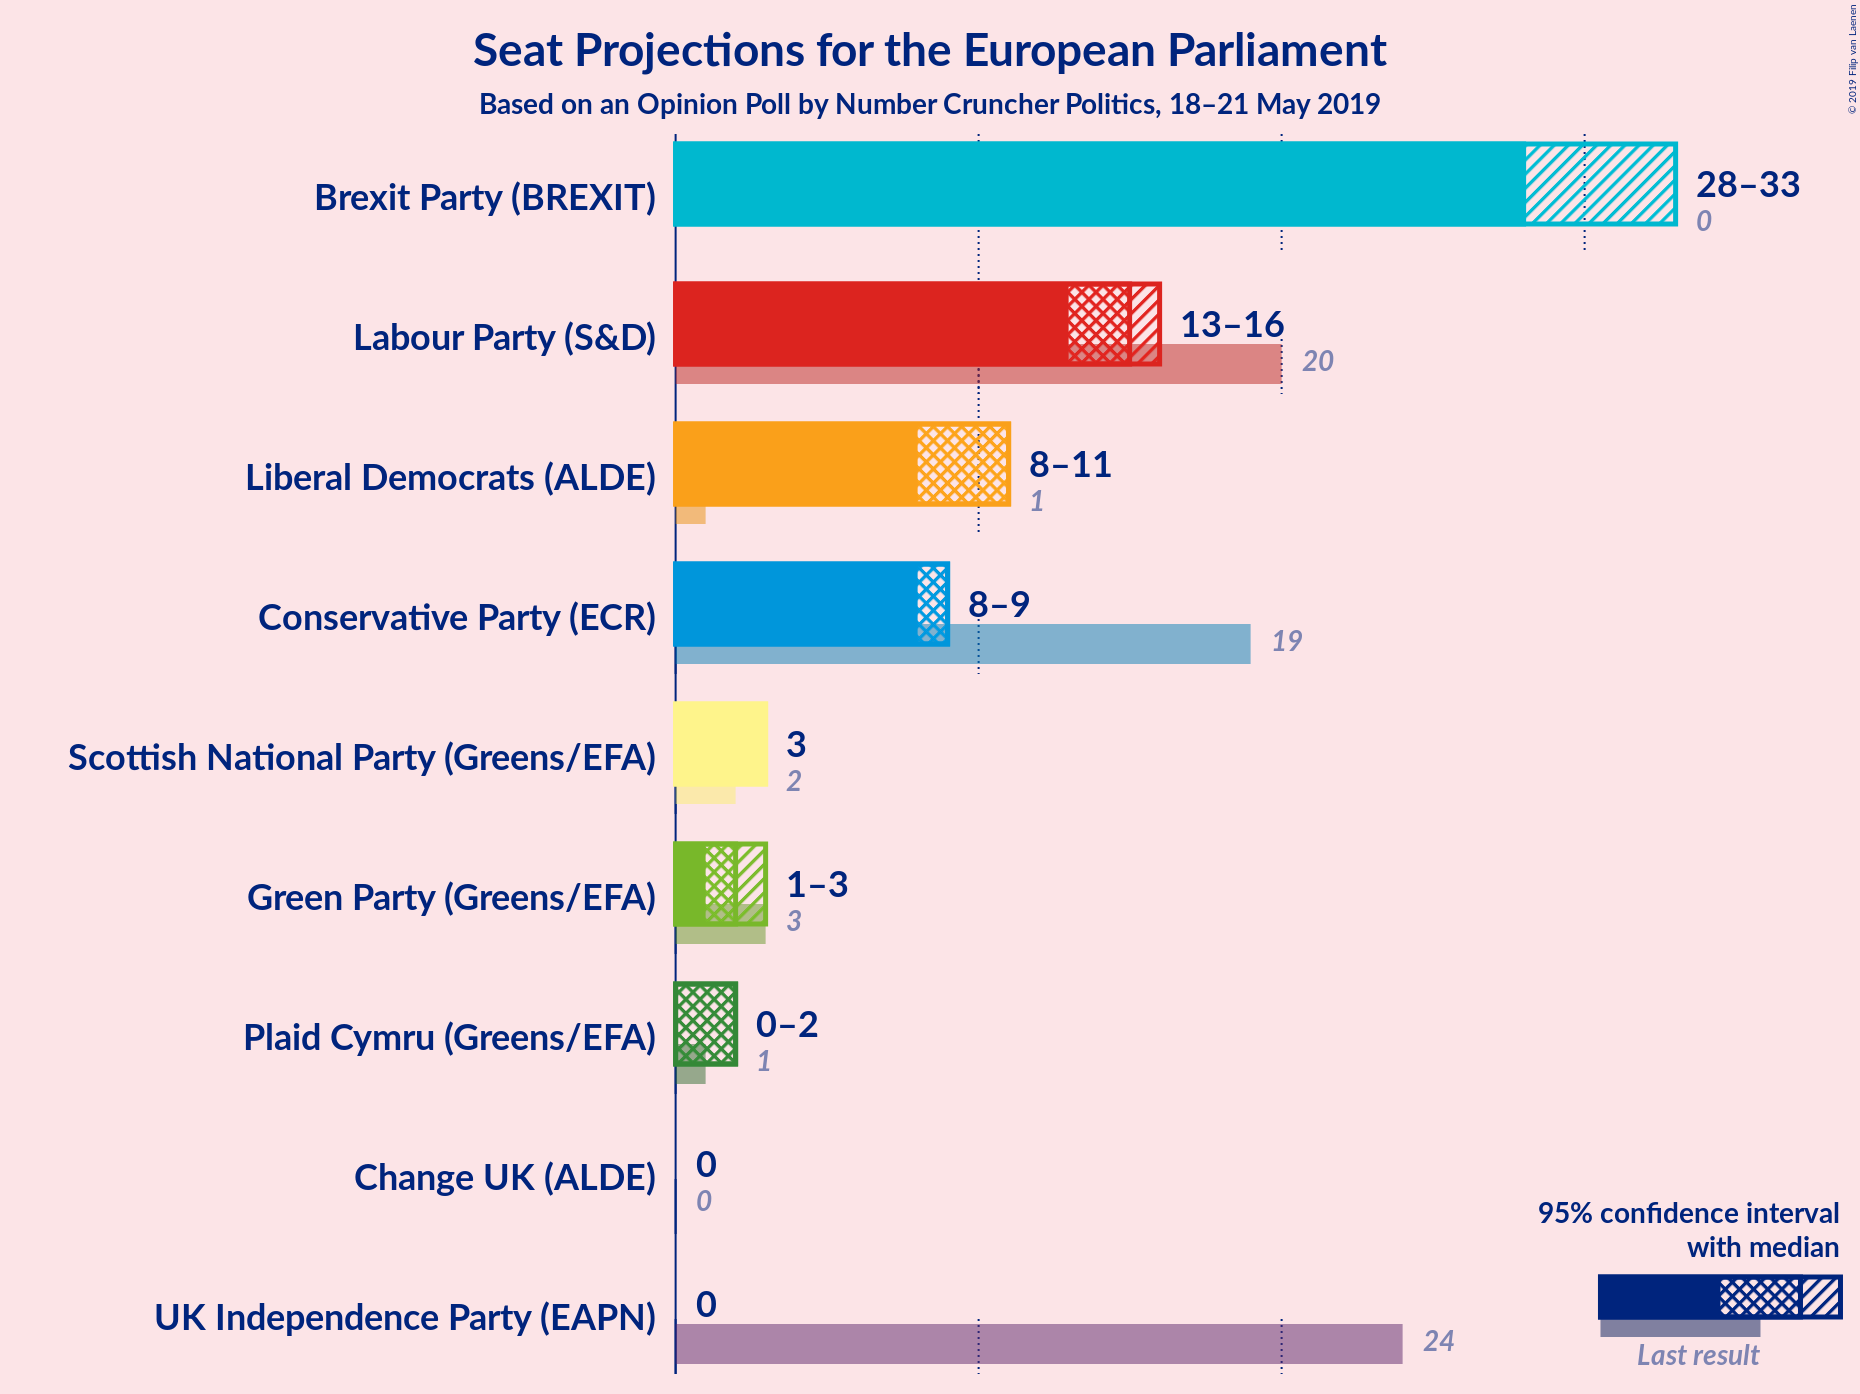 Seat Projections for the European Parliament
Based on an Opinion Poll by Number Cruncher Politics, 18–21 May 2019
© 2019 Filip van Laenen
Brexit Party (BREXIT)
28–33
0
Labour Party (S&D)
13–16
20
Liberal Democrats (ALDE)
8–11
1
Conservative Party (ECR)
8–9
19
Scottish National Party (Greens/EFA)
3
2
Green Party (Greens/EFA)
1–3
3
Plaid Cymru (Greens/EFA)
0–2
1
Change UK (ALDE)
0
0
UK Independence Party (EAPN)
0
24
95% confidence interval
with median
Last result